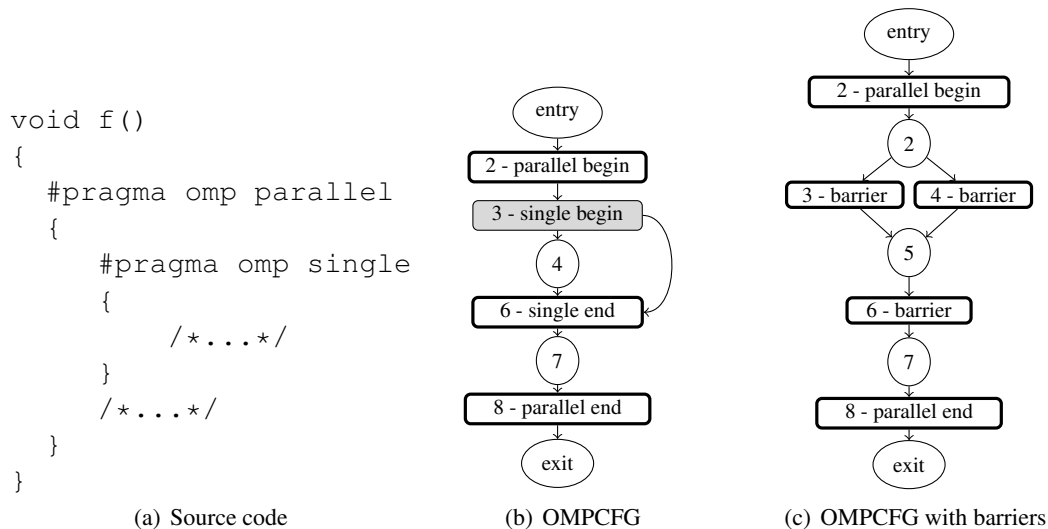 void f()
{
#pragma omp parallel
{
#pragma omp single
{
/*...*/
}
/*...*/
}
}
(a) Source code
entry
2 - parallel begin
3 - single begin
4
6 - single end
7
8 - parallel end
exit
(b) OMPCFG
entry
2 - parallel begin
2
3 - barrier 4 - barrier
5
6 - barrier
7
8 - parallel end
exit
(c) OMPCFG with barriers